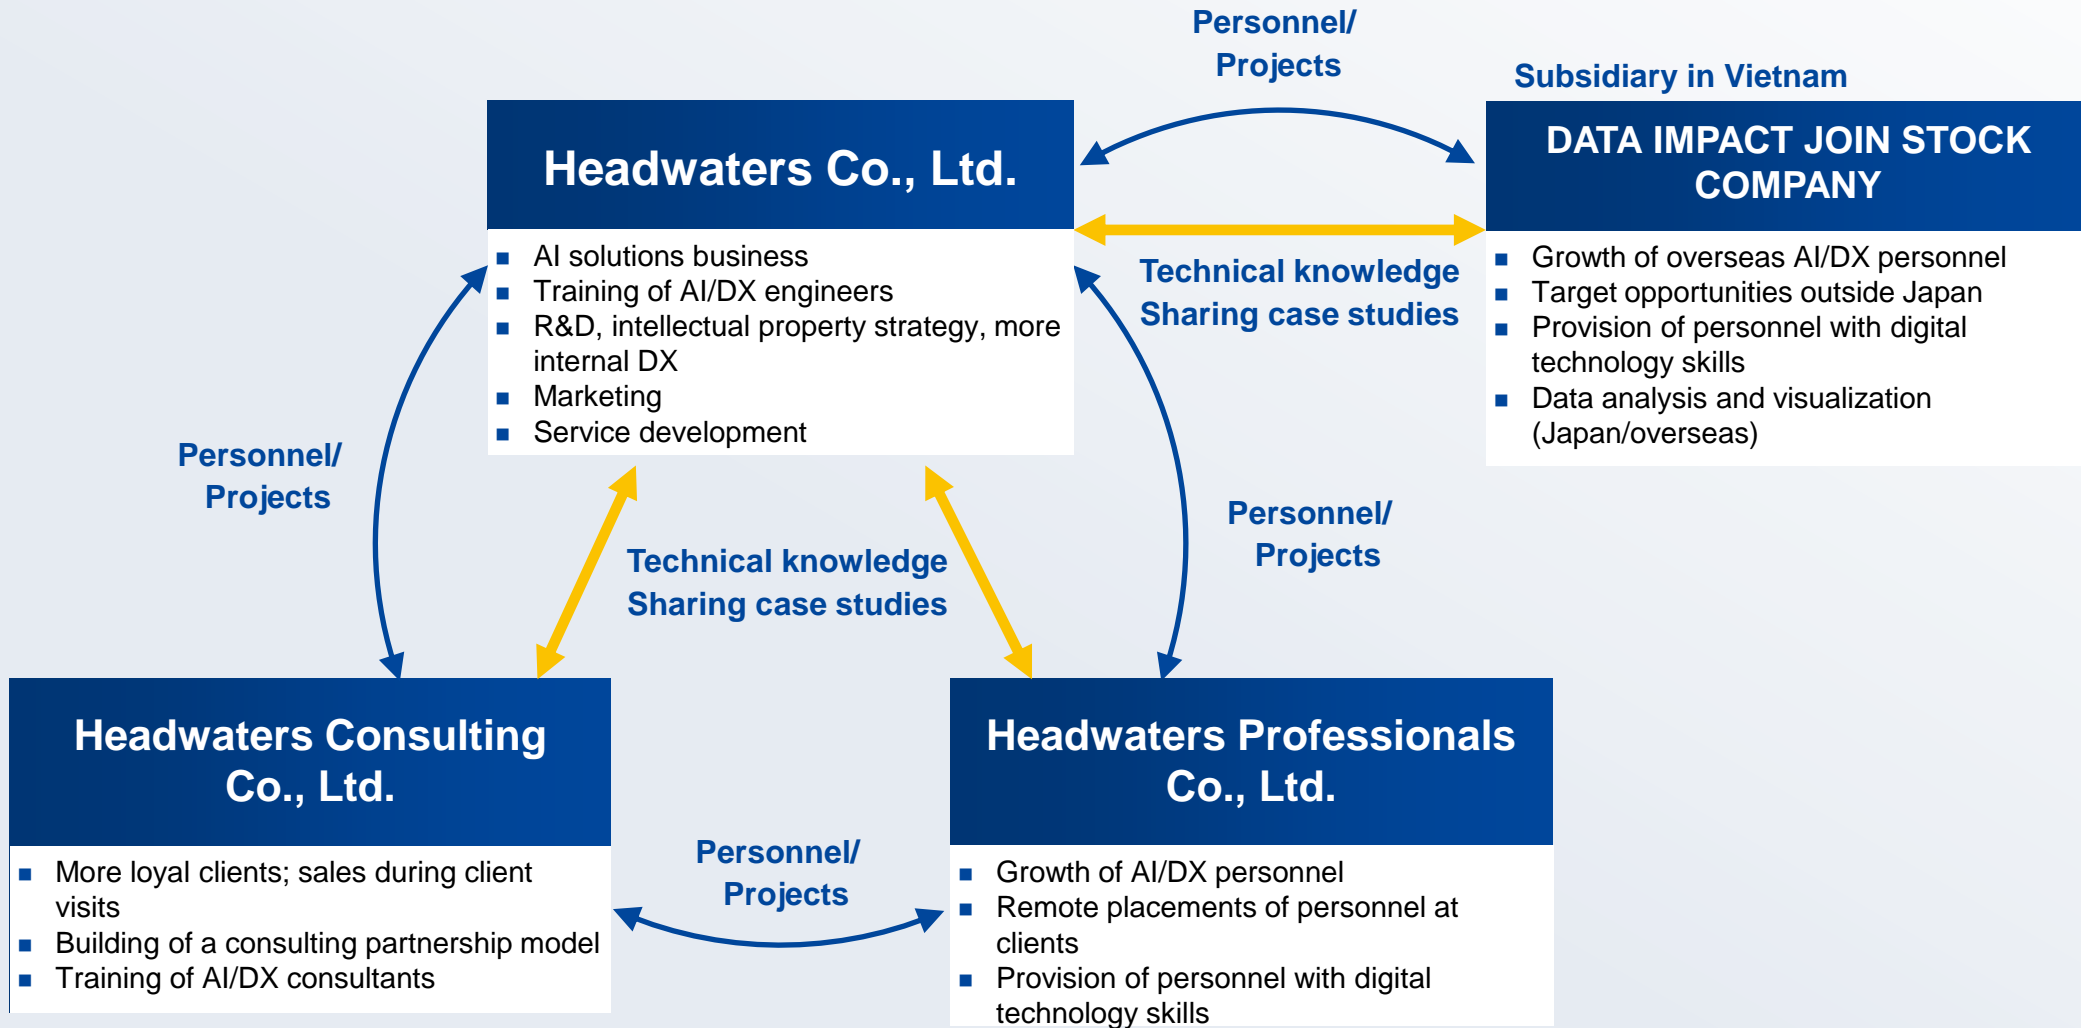 Personnel/
Projects
Subsidiary in Vietnam
Headwaters Co., Ltd.
■ AI solutions business
■ Training of AI/DX engineers
■ R&D, intellectual property strategy, more
internal DX
■ Marketing
■ Service development
DATA IMPACT JOIN STOCK
COMPANY
■ Growth of overseas AI/DX personnel
■ Target opportunities outside Japan
■ Provision of personnel with digital
technology skills
■ Data analysis and visualization
(Japan/overseas)
Technical knowledge
Sharing case studies
Personnel/
Projects
Technical knowledge
Sharing case studies
Personnel/
Projects
Headwaters Consulting
Co., Ltd.
■ More loyal clients; sales during client
visits
■ Building of a consulting partnership model
■ Training of AI/DX consultants
Personnel/
Projects
Headwaters Professionals
Co., Ltd.
■ Growth of AI/DX personnel
■ Remote placements of personnel at
clients
■ Provision of personnel with digital
technology skills